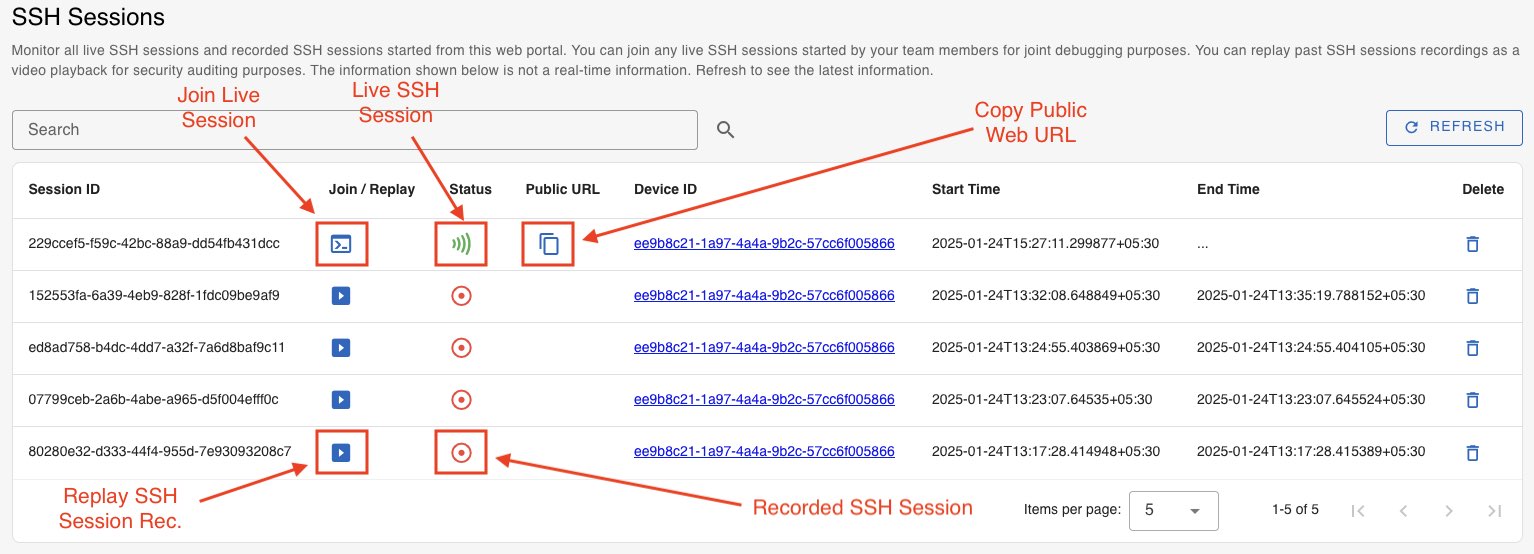 SSH Sessions
Monitor all live SSH sessions and recorded SSH sessions started from this web portal. You can join any live SSH sessions started by your team members for joint debugging purposes. You can replay past SSH sessions recordings as a
video playback for security auditing purposes. The information shown below is not a real-time information. Refresh to see the latest information.
Join Live
Session
Live SSH
Session
Copy Public
Web URL
Search
REFRESH
Session ID Join / Replay Status Public URL Device ID Start Time End Time Delete
229ccef5-f59c-42bc-88a9-dd54fb431dcc ee9b8c21-1a97-4a4a-9b2c-57cc6f005866 2025-01-24T15:27:11.299877+05:30 ...
152553fa-6a39-4eb9-828f-1fdc09be9af9 ee9b8c21-1a97-4a4a-9b2c-57cc6f005866 2025-01-24T13:32:08.648849+05:30 2025-01-24T13:35:19.788152+05:30
ed8ad758-b4dc-4dd7-a32f-7a6d8baf9c11 ee9b8c21-1a97-4a4a-9b2c-57cc6f005866 2025-01-24T13:24:55.403869+05:30 2025-01-24T13:24:55.404105+05:30
07799ceb-2a6b-4abe-a965-d5f004efff0c ee9b8c21-1a97-4a4a-9b2c-57cc6f005866 2025-01-24T13:23:07.64535+05:30 2025-01-24T13:23:07.645524+05:30
80280e32-d333-44f4-955d-7e93093208c7 ee9b8c21-1a97-4a4a-9b2c-57cc6f005866 2025-01-24T13:17:28.414948+05:30 2025-01-24T13:17:28.415389+05:30
Replay SSH
Session Rec.
Recorded SSH Session
Items per page: 5 1-5 of 5